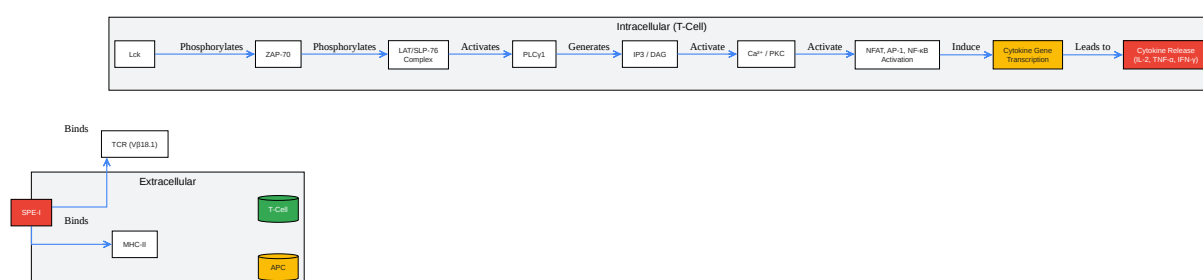 Intracellular (T-Cell)
Lck
Phosphorylates
ZAP-70
Phosphorylates
LAT/SLP-76
Complex
Activates
PLCγ1
Generates
IP3 / DAG
Activate
Ca²⁺ / PKC
Activate
NFAT, AP-1, NF-κB
Activation
Induce
Cytokine Gene
Transcription
Leads to
Cytokine Release
(IL-2, TNF-α, IFN-γ)
Binds
TCR (Vβ18.1)
Extracellular
SPE-I
T-Cell
Binds
MHC-II
APC